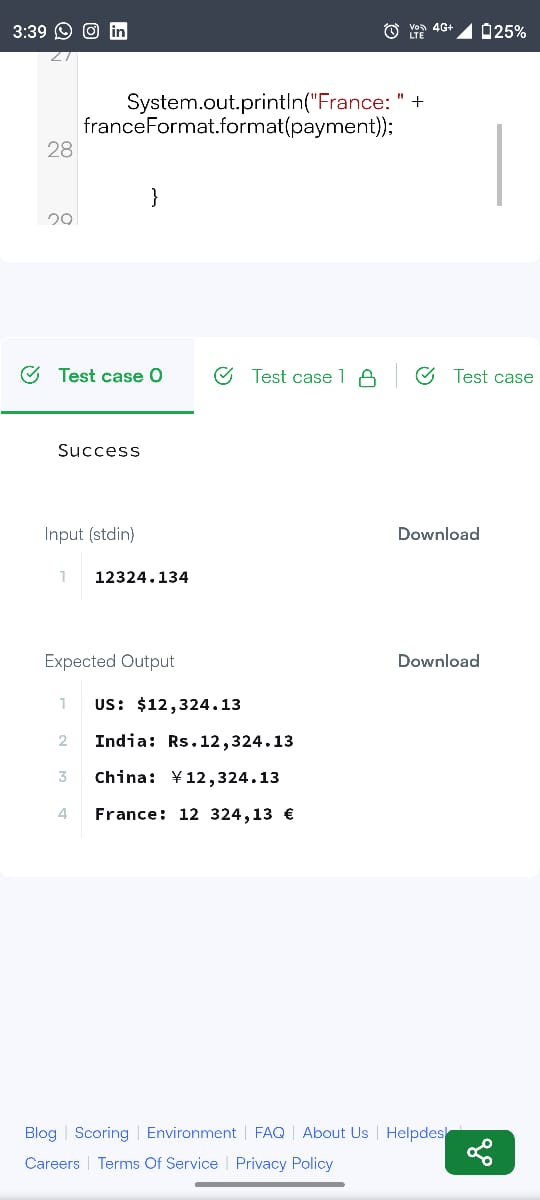 3:39 Vo)) LTE 4G+ 25%
27
System.out.println("France: " +
franceFormat.format(payment));
28
}
29
Test case 0 Test case 1 Test case
Success
Input (stdin) Download
1 12324.134
Expected Output Download
1 US: $12,324.13
2 India: Rs.12,324.13
3 China: ￥12,324.13
4 France: 12 324,13 €
Blog | Scoring | Environment | FAQ | About Us | Helpdesk
Careers | Terms Of Service | Privacy Policy